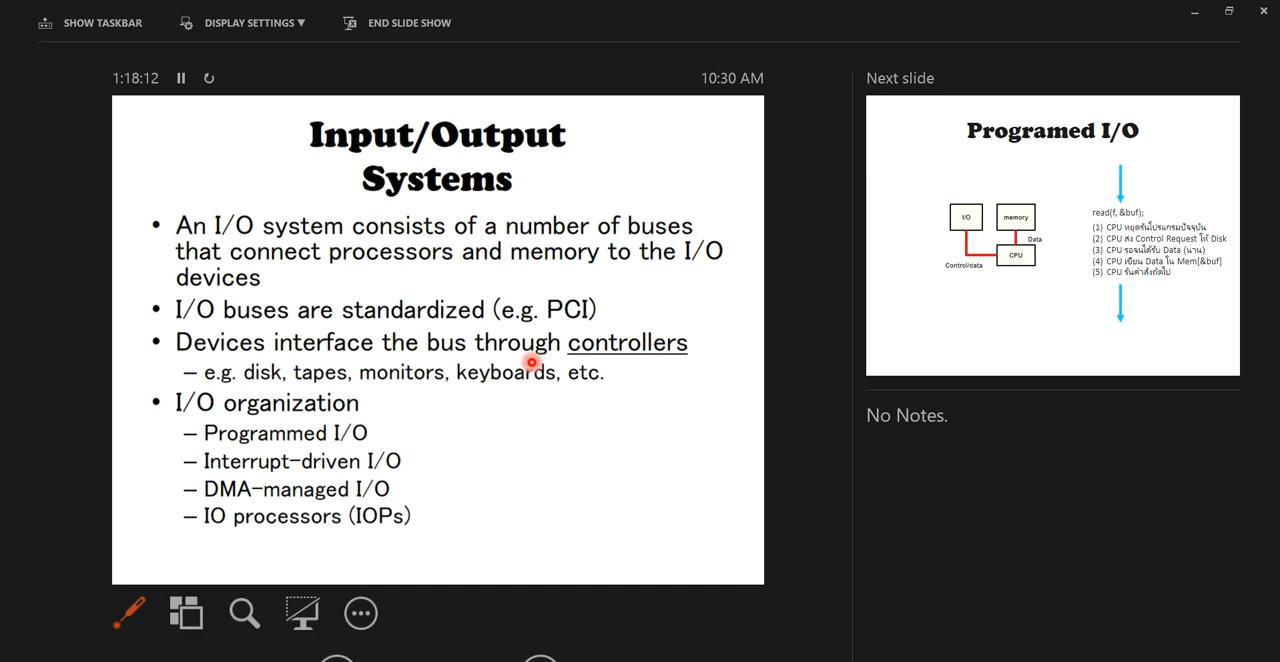 SHOW TASKBAR
DISPLAY SETTINGS ▼
END SLIDE SHOW
1:18:12
10:30 AM
Input/Output
Systems
• An I/O system consists of a number of buses
that connect processors and memory to the I/O
devices
• I/O buses are standardized (e.g. PCI)
• Devices interface the bus through controllers
– e.g. disk, tapes, monitors, keyboards, etc.
• I/O organization
– Programmed I/O
– Interrupt-driven I/O
– DMA-managed I/O
– IO processors (IOPs)
Next slide
Programed I/O
I/O
memory
Data
CPU
Control/data
read(f, &buf);
(1) CPU หยุดรันโปรแกรมปัจจุบัน
(2) CPU ส่ง Control Request ให้ Disk
(3) CPU รอจนได้รับ Data (นาน)
(4) CPU เขียน Data ใน Mem[&buf]
(5) CPU รันคำสั่งถัดไป
No Notes.